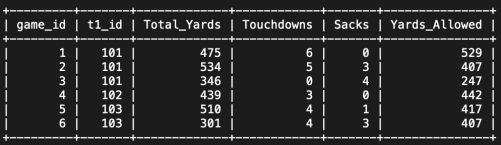 +---------+-------+-------------+------------+-------+---------------+
| game_id | t1_id | Total_Yards | Touchdowns | Sacks | Yards_Allowed |
+---------+-------+-------------+------------+-------+---------------+
| 1 | 101 | 475 | 6 | 0 | 529 |
| 2 | 101 | 534 | 5 | 3 | 407 |
| 3 | 101 | 346 | 0 | 4 | 247 |
| 4 | 102 | 439 | 3 | 0 | 442 |
| 5 | 103 | 510 | 4 | 1 | 417 |
| 6 | 103 | 301 | 4 | 3 | 407 |
+---------+-------+-------------+------------+-------+---------------+